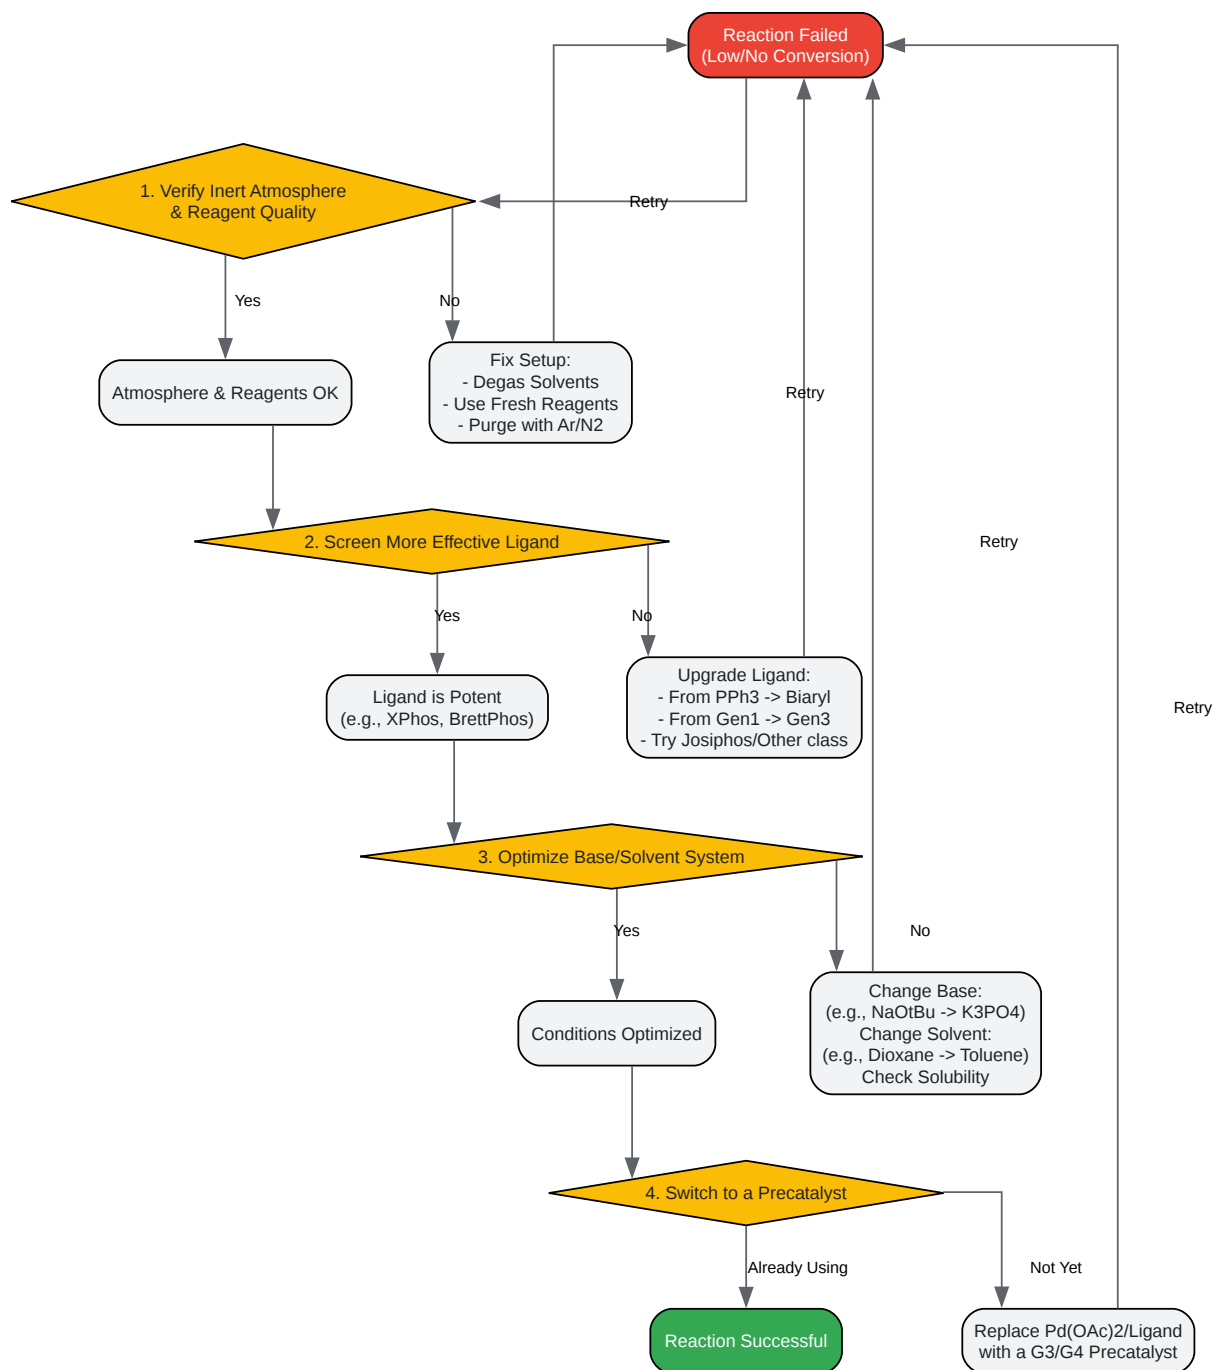 Reaction Failed
(Low/No Conversion)
1. Verify Inert Atmosphere
& Reagent Quality
Retry
Yes
No
Atmosphere & Reagents OK
Fix Setup:
- Degas Solvents
- Use Fresh Reagents
- Purge with Ar/N2
Retry
2. Screen More Effective Ligand
Retry
Yes
No
Ligand is Potent
(e.g., XPhos, BrettPhos)
Upgrade Ligand:
- From PPh3 -> Biaryl
- From Gen1 -> Gen3
- Try Josiphos/Other class
Retry
3. Optimize Base/Solvent System
Yes
No
Conditions Optimized
Change Base:
(e.g., NaOtBu -> K3PO4)
Change Solvent:
(e.g., Dioxane -> Toluene)
Check Solubility
4. Switch to a Precatalyst
Already Using
Not Yet
Reaction Successful
Replace Pd(OAc)2/Ligand
with a G3/G4 Precatalyst